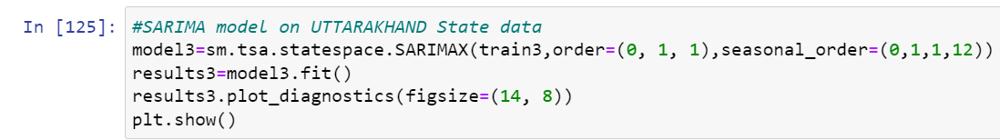 In [125]: #SARIMA model on UTTARAKHAND State data
model3=sm.tsa.statespace.SARIMAX(train3,order=(0, 1, 1),seasonal_order=(0,1,1,12))
results3=model3.fit()
results3.plot_diagnostics(figsize=(14, 8))
plt.show()